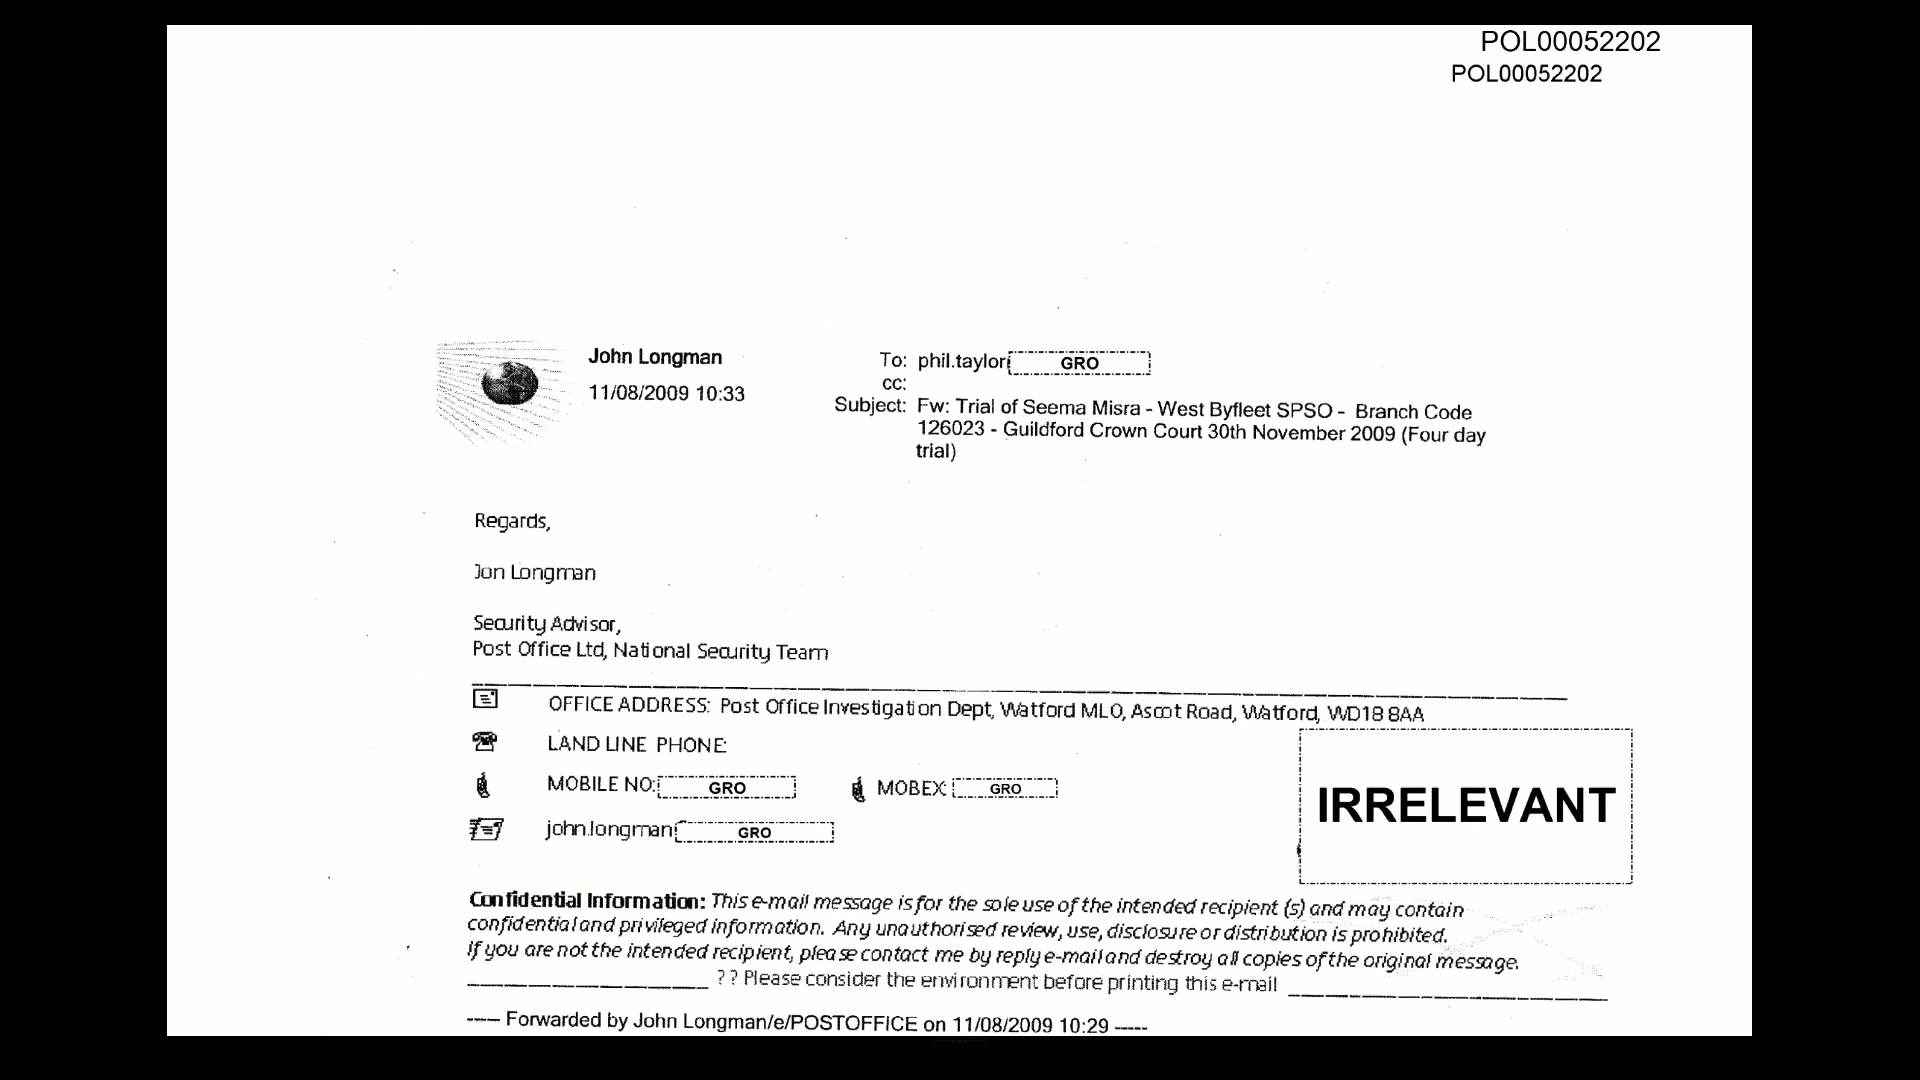 POL00052202
POL00052202
John Longman
11/08/2009 10:33
To: phil.taylor GRO
cc:
Subject: Fw: Trial of Seema Misra - West Byfleet SPSO - Branch Code
126023 - Guildford Crown Court 30th November 2009 (Four day
trial)
Regards,
Jon Longman
Security Advisor,
Post Office Ltd, National Security Team
OFFICE ADDRESS: Post Office Investigation Dept, Watford MLO, Ascot Road, Watford, WD18 8AA
LAND LINE PHONE:
MOBILE NO: GRO MOBEX: GRO
john.longman GRO
IRRELEVANT
Confidential Information: This e-mail message is for the sole use of the intended recipient (s) and may contain
confidential and privileged information. Any unauthorised review, use, disclosure or distribution is prohibited.
If you are not the intended recipient, please contact me by reply e-mail and destroy all copies of the original message.
?? Please consider the environment before printing this e-mail
---- Forwarded by John Longman/e/POSTOFFICE on 11/08/2009 10:29 -----